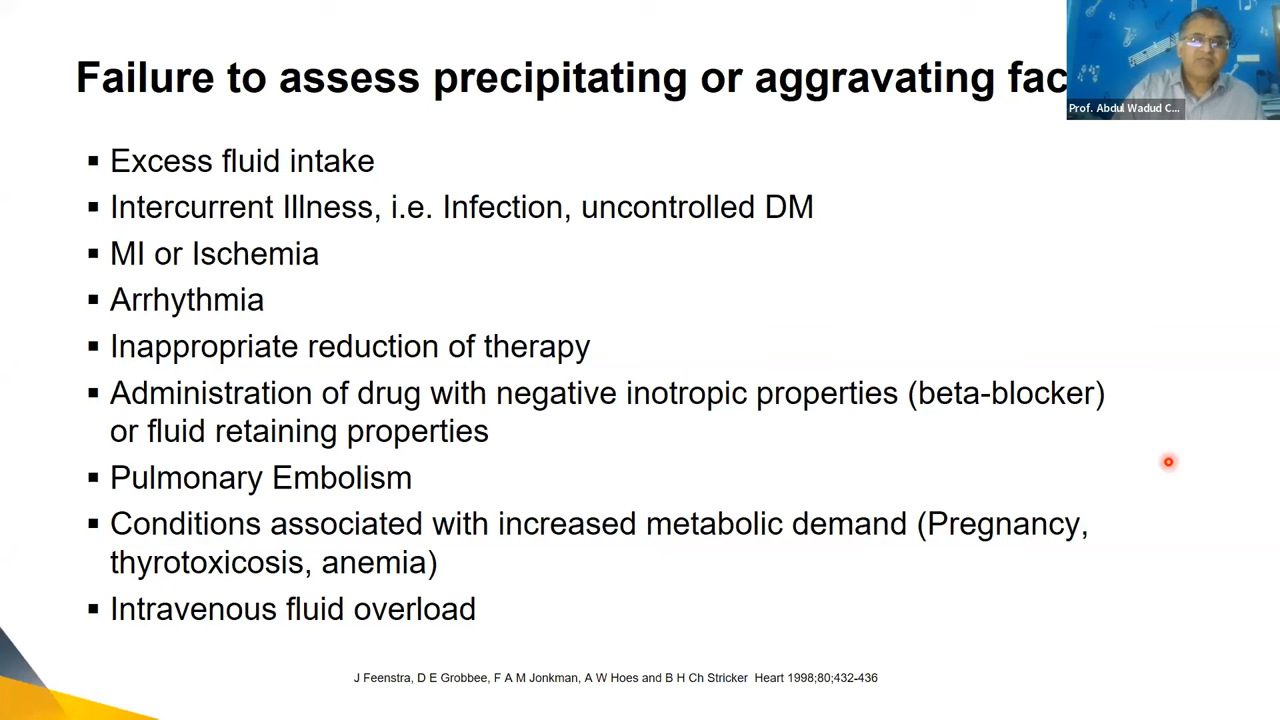 Failure to assess precipitating or aggravating fac
Prof. Abdul Wadud C...
▪ Excess fluid intake
▪ Intercurrent Illness, i.e. Infection, uncontrolled DM
▪ MI or Ischemia
▪ Arrhythmia
▪ Inappropriate reduction of therapy
▪ Administration of drug with negative inotropic properties (beta-blocker)
or fluid retaining properties
▪ Pulmonary Embolism
▪ Conditions associated with increased metabolic demand (Pregnancy,
thyrotoxicosis, anemia)
▪ Intravenous fluid overload
J Feenstra, D E Grobbee, F A M Jonkman, A W Hoes and B H Ch Stricker Heart 1998;80;432-436